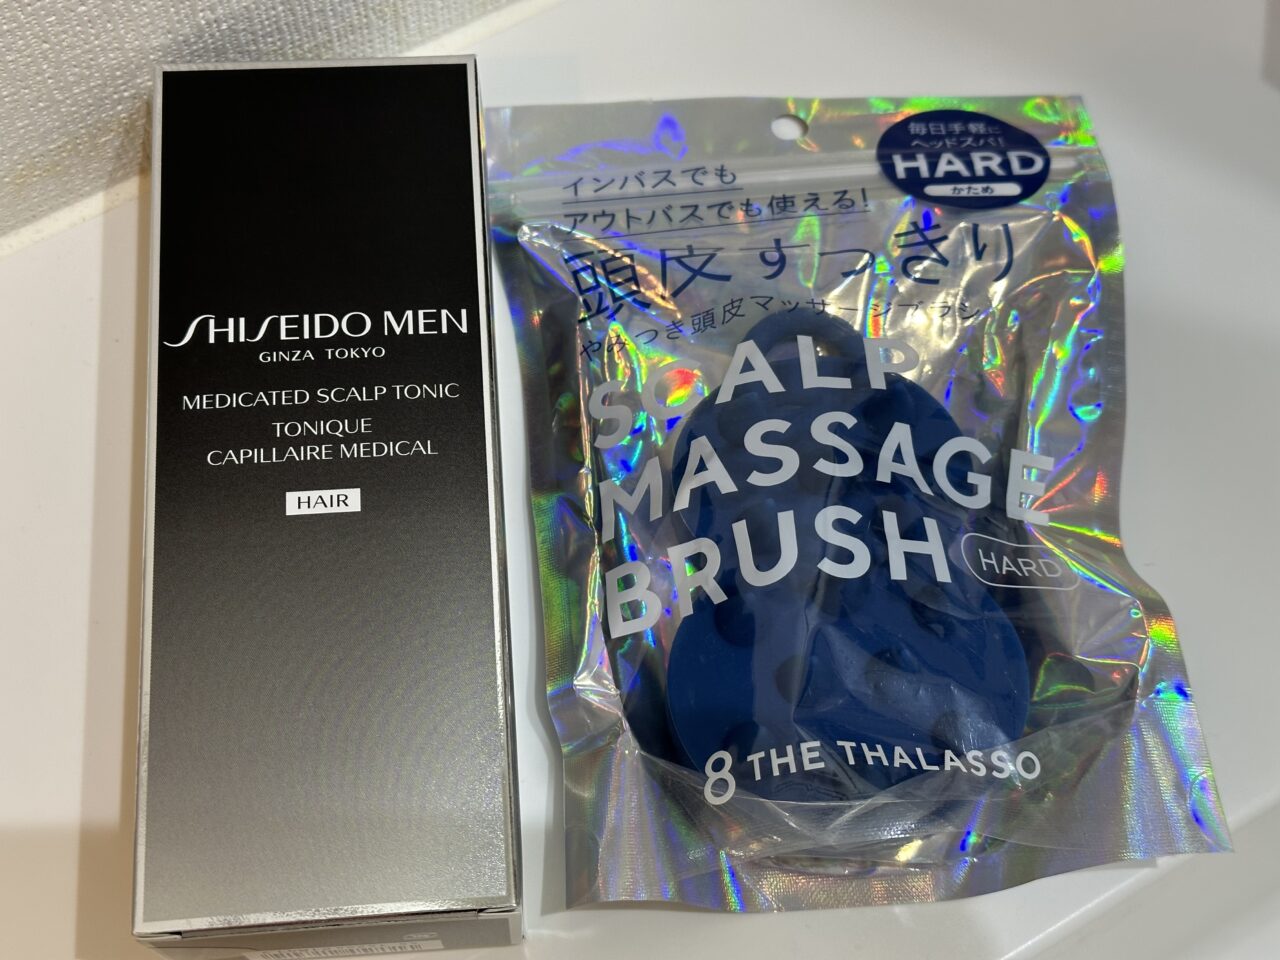 SHISEIDO MEN
GINZA TOKYO
MEDICATED SCALP TONIC
TONIQUE
CAPILLAIRE MEDICAL
HAIR
毎日手軽に
ヘッドスパ!
HARD
かため
インバスでも
アウトバスでも使える!
頭皮すっきり
やみつき頭皮マッサージブラシ
SCALP
MASSAGE
BRUSH HARD
8 THE THALASSO